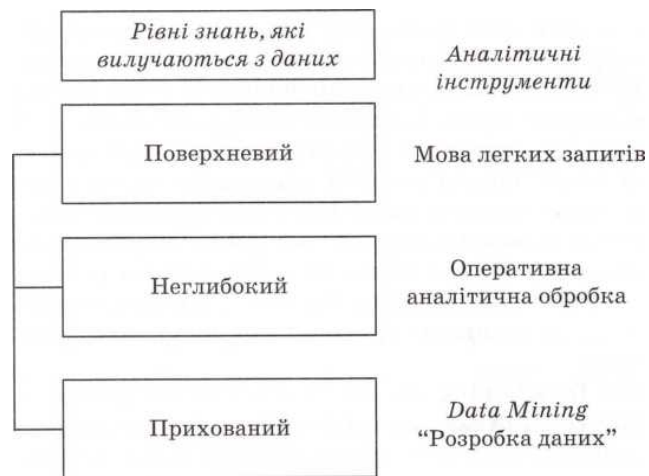 Рівні знань, які
вилучаються з даних
Аналітичні
інструменти
Поверхневий
Мова легких запитів
Неглибокий
Оперативна
аналітична обробка
Прихований
Data Mining
“Розробка даних”